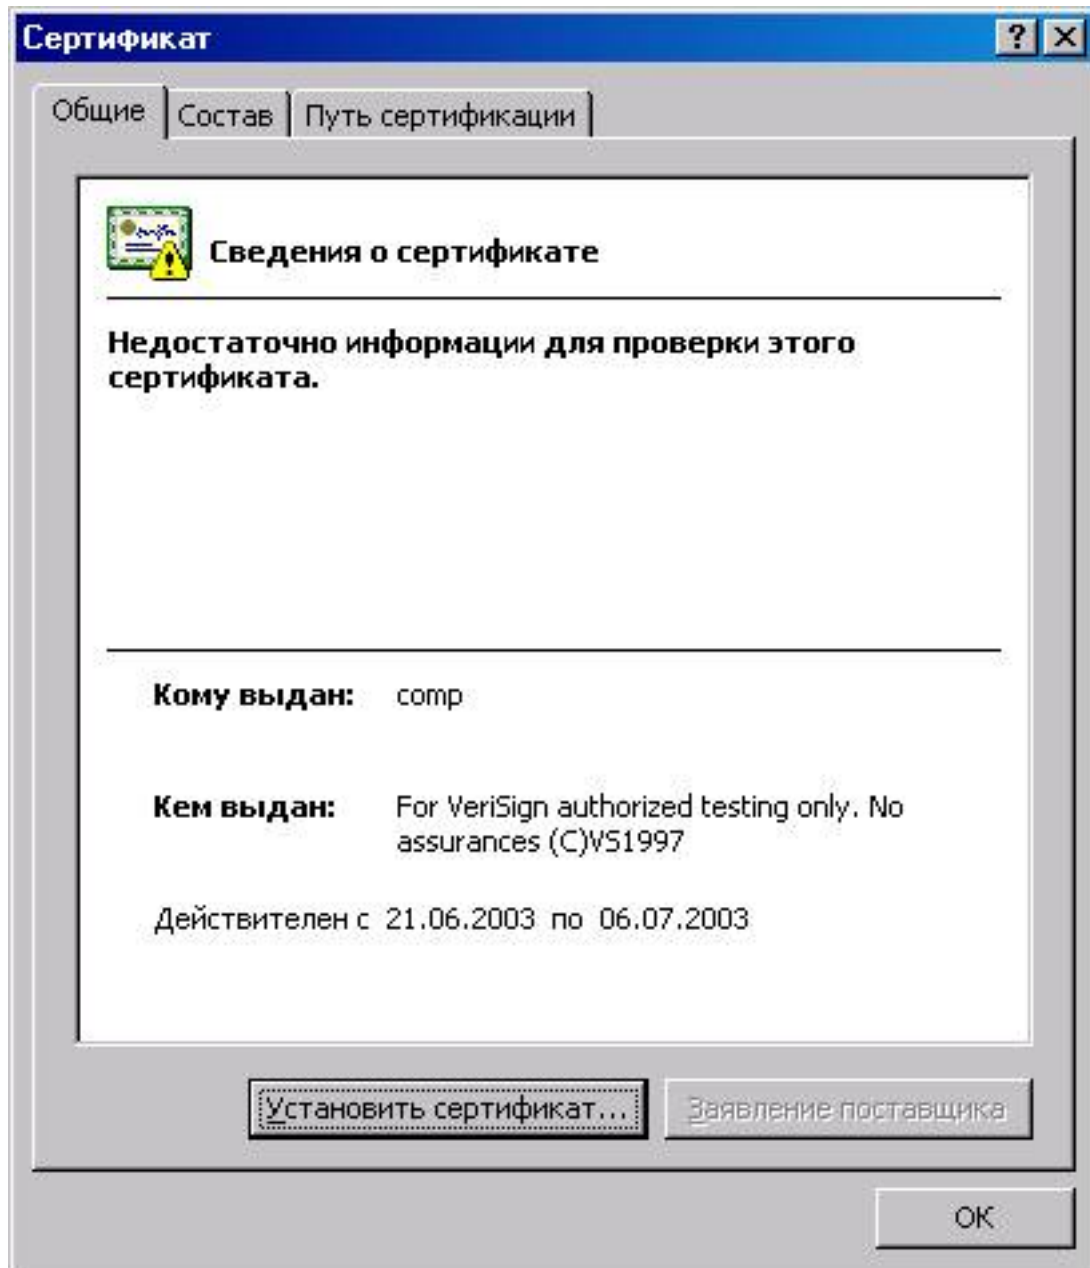 Сертификат
Общие Состав Путь сертификации
Сведения о сертификате
Недостаточно информации для проверки этого
сертификата.
Кому выдан: comp
Кем выдан: For VeriSign authorized testing only. No
assurances (C)VS1997
Действителен с 21.06.2003 по 06.07.2003
Установить сертификат... Заявление поставщика
ОК